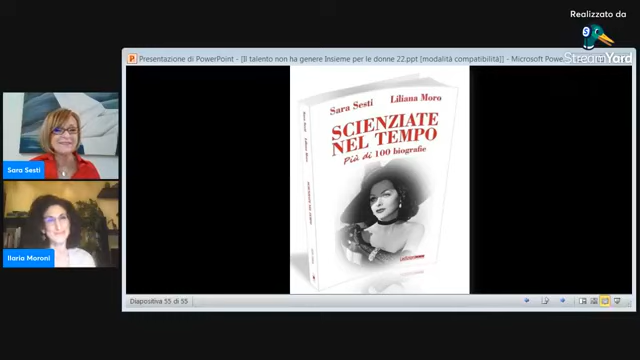 Realizzato da
StreamYard
Presentazione di PowerPoint - [Il talento non ha genere Insieme per le donne 22.ppt [modalità compatibilità]] - Microsoft Powe
Sara Sesti
Liliana Moro
SCIENZIATE
NEL TEMPO
Più di 100 biografie
Sara Sesti
Ilaria Moroni
Diapositiva 55 di 55